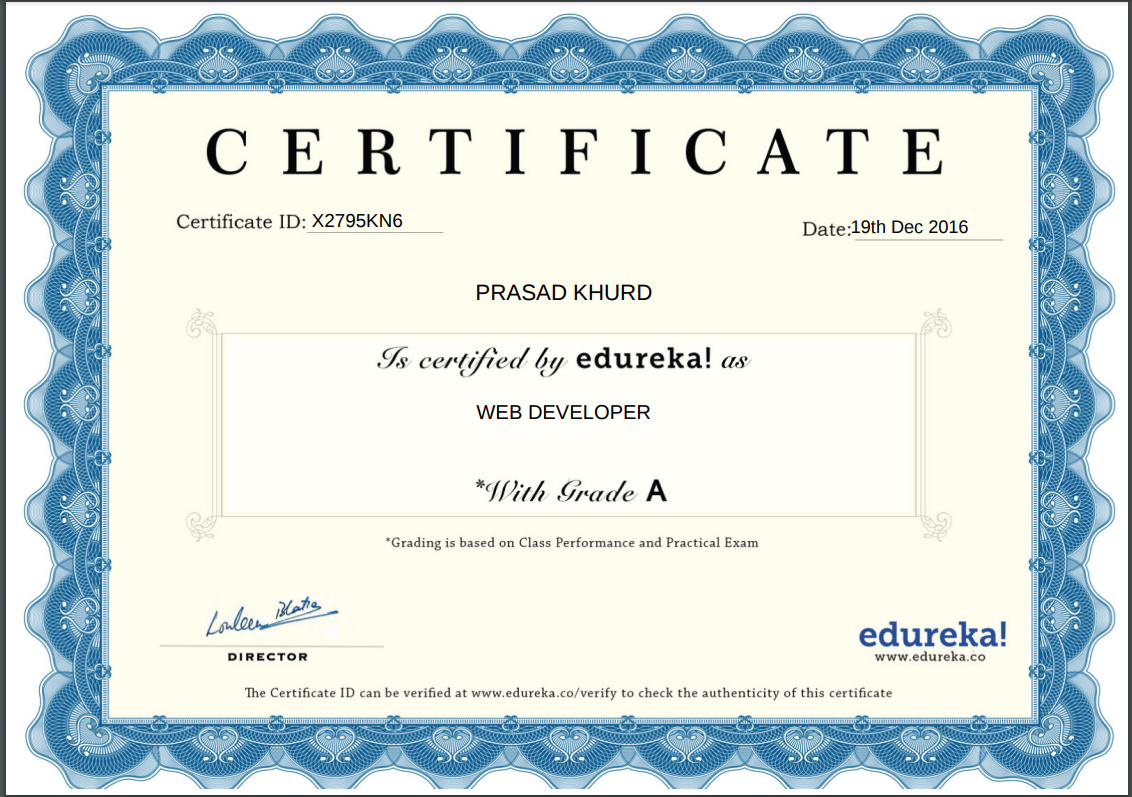 CERTIFICATE
Certificate ID: X2795KN6
Date: 19th Dec 2016
PRASAD KHURD
Is certified by edureka! as
WEB DEVELOPER
*With Grade A
*Grading is based on Class Performance and Practical Exam
DIRECTOR
edureka!
www.edureka.co
The Certificate ID can be verified at www.edureka.co/verify to check the authenticity of this certificate